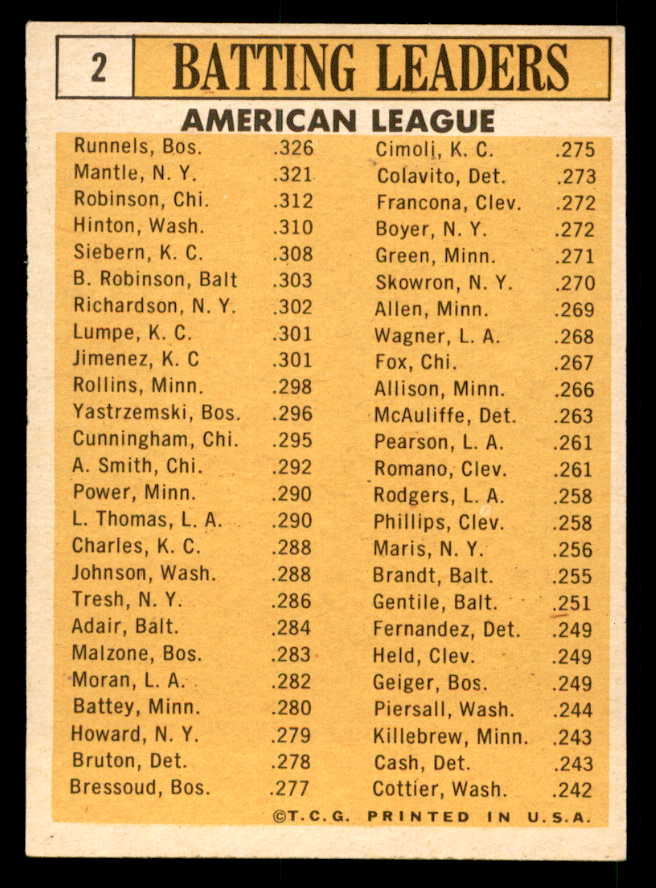 2 BATTING LEADERS
AMERICAN LEAGUE
Runnels, Bos. .326
Mantle, N. Y. .321
Robinson, Chi. .312
Hinton, Wash. .310
Siebern, K. C. .308
B. Robinson, Balt .303
Richardson, N. Y. .302
Lumpe, K. C. .301
Jimenez, K. C .301
Rollins, Minn. .298
Yastrzemski, Bos. .296
Cunningham, Chi. .295
A. Smith, Chi. .292
Power, Minn. .290
L. Thomas, L. A. .290
Charles, K. C. .288
Johnson, Wash. .288
Tresh, N. Y. .286
Adair, Balt. .284
Malzone, Bos. .283
Moran, L. A. .282
Battey, Minn. .280
Howard, N. Y. .279
Bruton, Det. .278
Bressoud, Bos. .277
Cimoli, K. C. .275
Colavito, Det. .273
Francona, Clev. .272
Boyer, N. Y. .272
Green, Minn. .271
Skowron, N. Y. .270
Allen, Minn. .269
Wagner, L. A. .268
Fox, Chi. .267
Allison, Minn. .266
McAuliffe, Det. .263
Pearson, L. A. .261
Romano, Clev. .261
Rodgers, L. A. .258
Phillips, Clev. .258
Maris, N. Y. .256
Brandt, Balt. .255
Gentile, Balt. .251
Fernandez, Det. .249
Held, Clev. .249
Geiger, Bos. .249
Piersall, Wash. .244
Killebrew, Minn. .243
Cash, Det. .243
Cottier, Wash. .242
©T.C.G. PRINTED IN U.S.A.